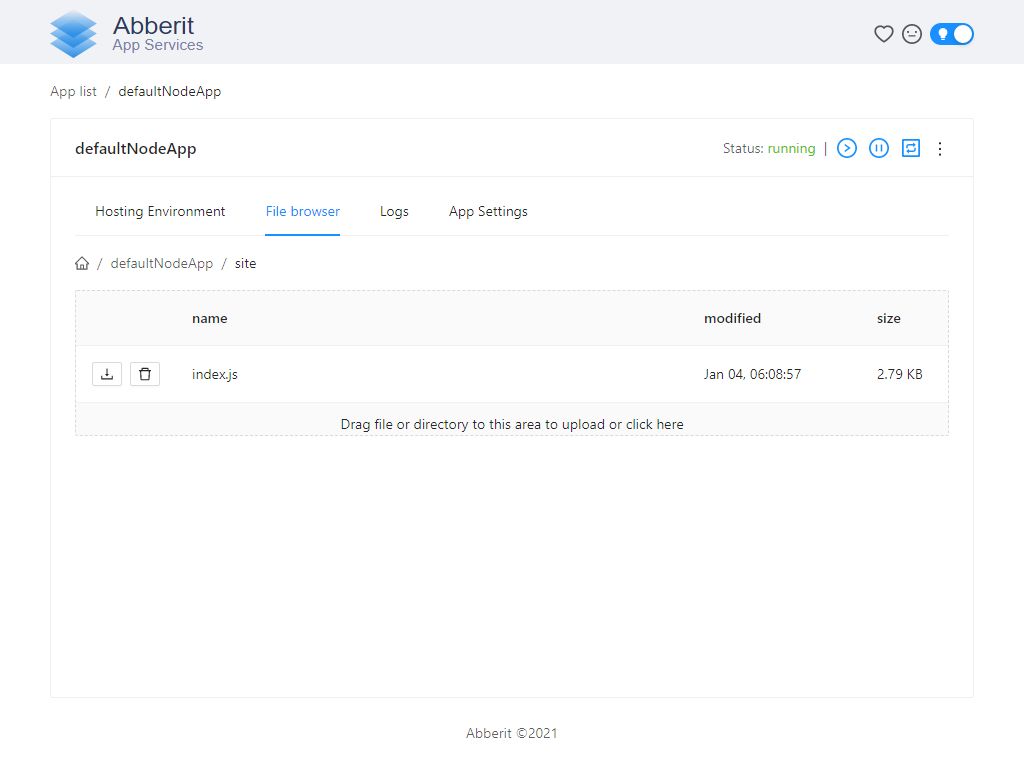 Abberit
App Services
App list / defaultNodeApp
defaultNodeApp
Status: running |
Hosting Environment File browser Logs App Settings
/ defaultNodeApp / site
name modified size
index.js Jan 04, 06:08:57 2.79 KB
Drag file or directory to this area to upload or click here
Abberit ©2021